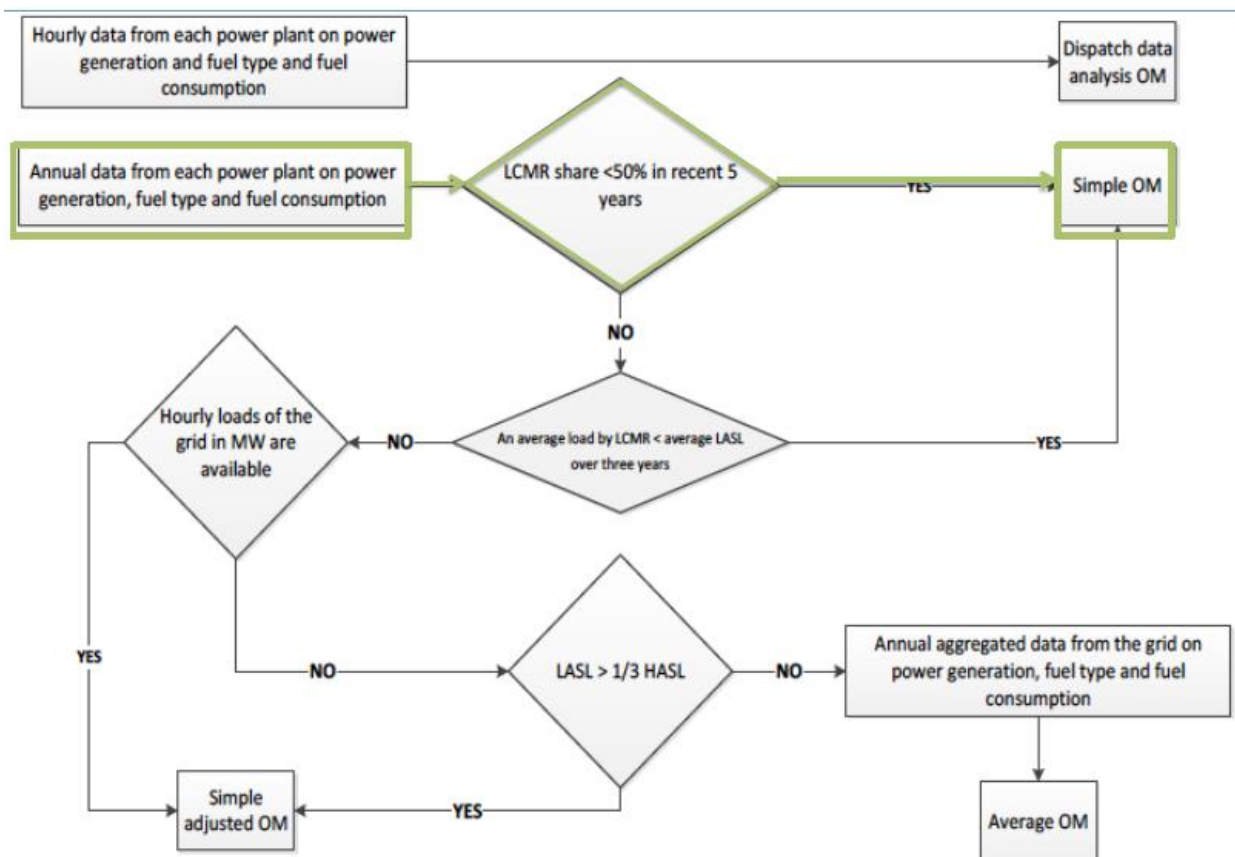 Hourly data from each power plant on power
generation and fuel type and fuel
consumption
Dispatch data
analysis OM
Annual data from each power plant on power
generation, fuel type and fuel consumption
LCMR share <50% in recent 5
years
YES
Simple OM
NO
Hourly loads of the
grid in MW are
available
NO
An average load by LCMR < average LASL
over three years
YES
YES
NO
LASL > 1/3 HASL
NO
Annual aggregated data from the grid on
power generation, fuel type and fuel
consumption
Simple
adjusted OM
YES
Average OM